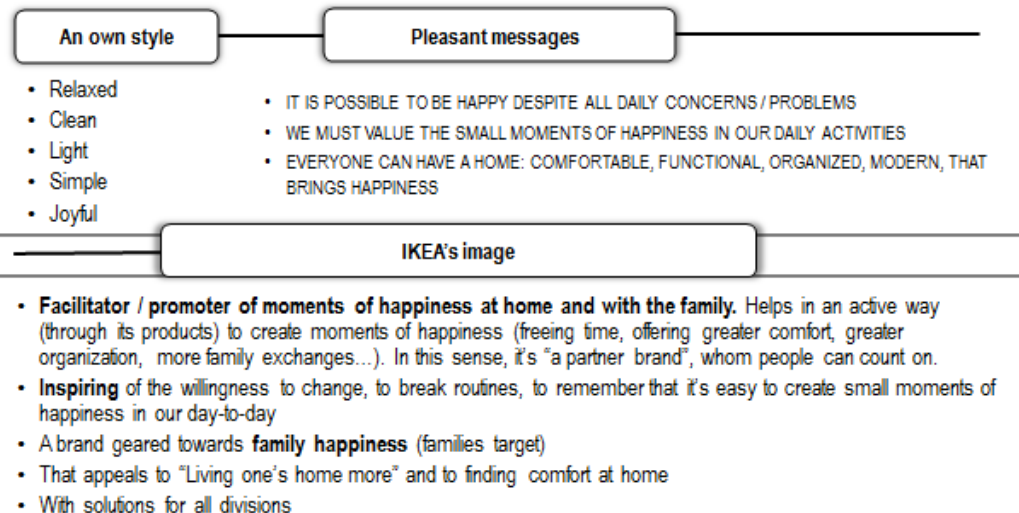 An own style
Pleasant messages
• Relaxed
• Clean
• Light
• Simple
• Joyful
• IT IS POSSIBLE TO BE HAPPY DESPITE ALL DAILY CONCERNS / PROBLEMS
• WE MUST VALUE THE SMALL MOMENTS OF HAPPINESS IN OUR DAILY ACTIVITIES
• EVERYONE CAN HAVE A HOME: COMFORTABLE, FUNCTIONAL, ORGANIZED, MODERN, THAT
BRINGS HAPPINESS
IKEA's image
• Facilitator / promoter of moments of happiness at home and with the family. Helps in an active way
(through its products) to create moments of happiness (freeing time, offering greater comfort, greater
organization, more family exchanges...). In this sense, it's "a partner brand", whom people can count on.
• Inspiring of the willingness to change, to break routines, to remember that it's easy to create small moments of
happiness in our day-to-day
• A brand geared towards family happiness (families target)
• That appeals to "Living one's home more" and to finding comfort at home
• With solutions for all divisions